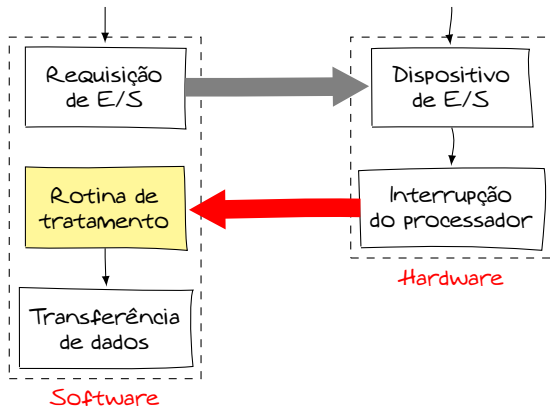 Requisição
de E/S
Dispositivo
de E/S
Rotina de
tratamento
Interrupção
do processador
Hardware
Transferência
de dados
Software